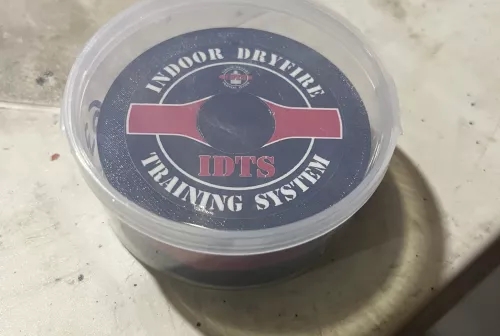 INDOOR DRYFIRE
IDTS
TRAINING SYSTEM